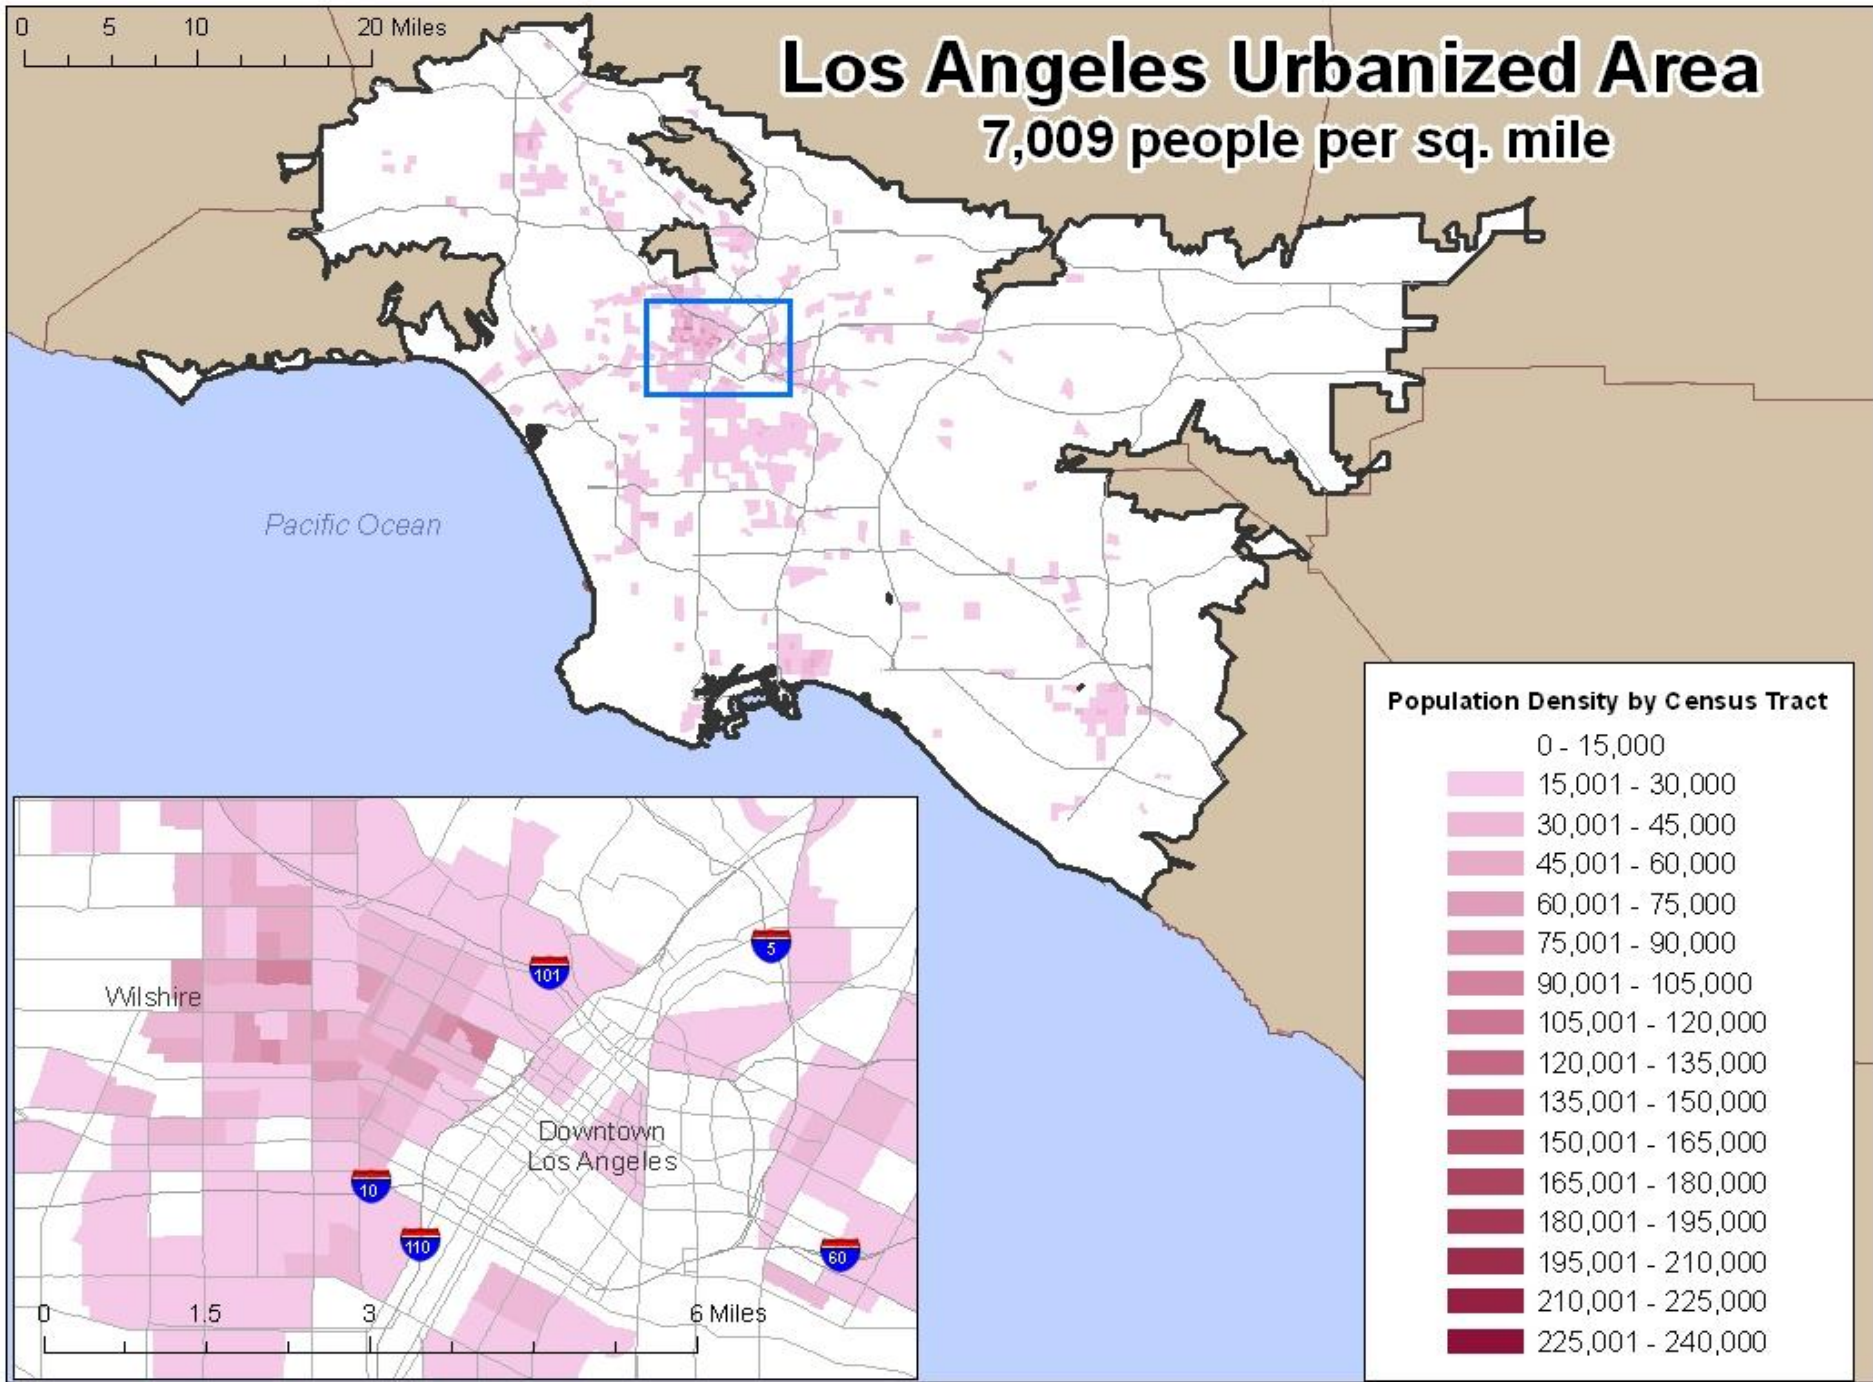 0 5 10 20 Miles
Los Angeles Urbanized Area
7,009 people per sq. mile
Pacific Ocean
Population Density by Census Tract
0 - 15,000
15,001 - 30,000
30,001 - 45,000
45,001 - 60,000
60,001 - 75,000
75,001 - 90,000
90,001 - 105,000
105,001 - 120,000
120,001 - 135,000
135,001 - 150,000
150,001 - 165,000
165,001 - 180,000
180,001 - 195,000
195,001 - 210,000
210,001 - 225,000
225,001 - 240,000
5
101
Wilshire
Downtown
Los Angeles
10
110
60
0 1.5 3 6 Miles